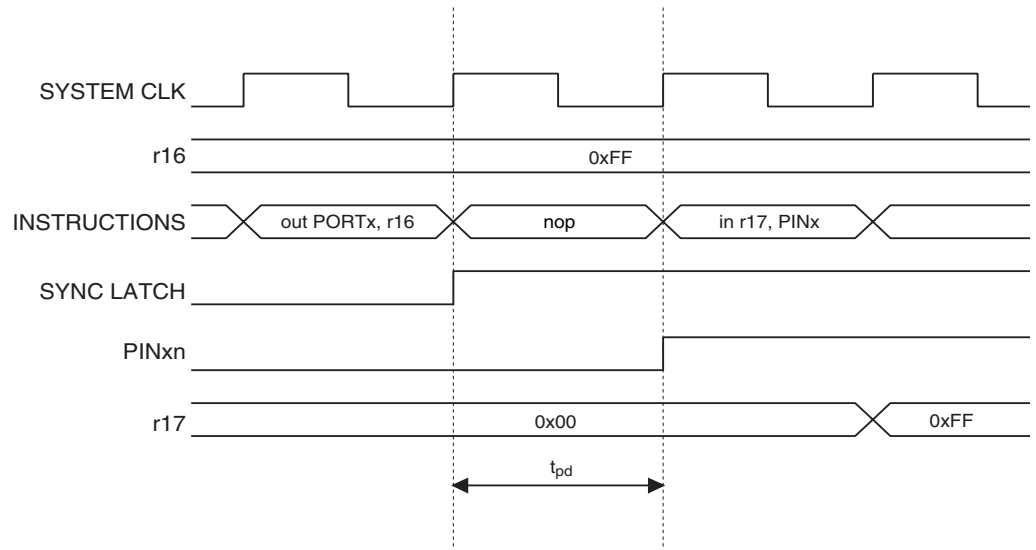 SYSTEM CLK
r16
0xFF
INSTRUCTIONS
out PORTx, r16
nop
in r17, PINx
SYNC LATCH
PINxn
r17
0x00
0xFF
tpd